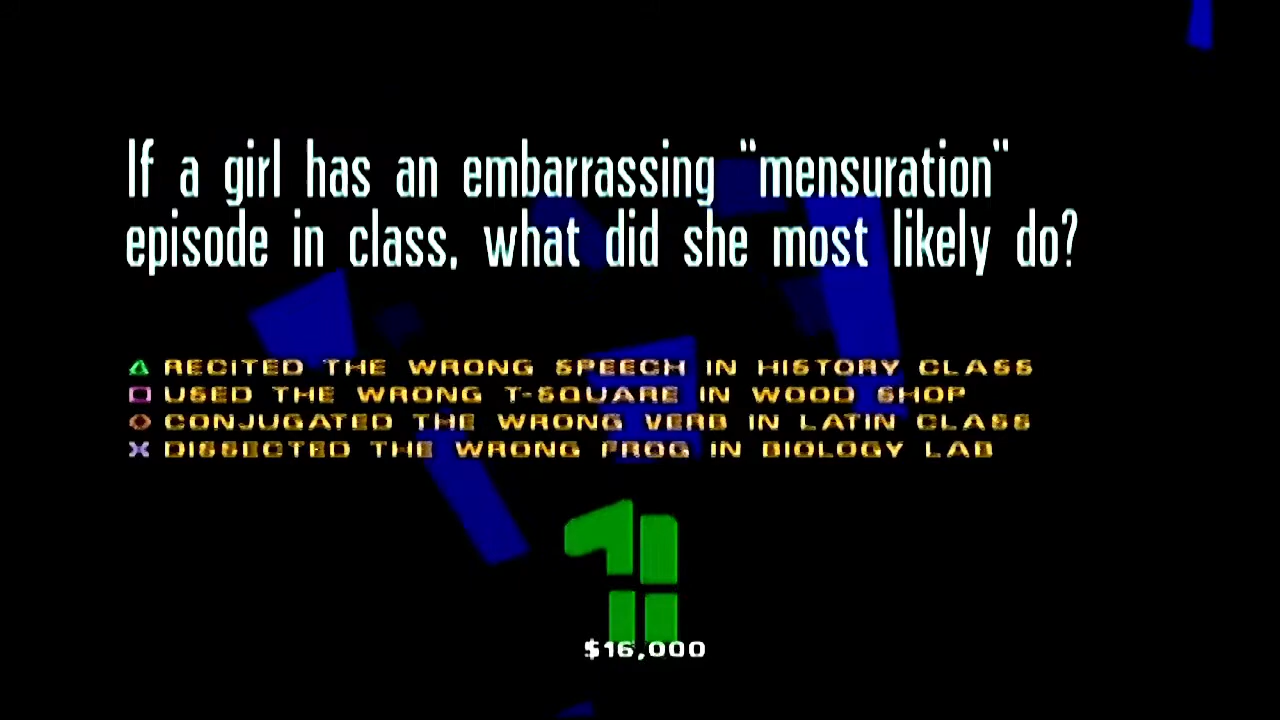 If a girl has an embarrassing "mensuration"
episode in class, what did she most likely do?
△ RECITED THE WRONG SPEECH IN HISTORY CLASS
□ USED THE WRONG T-SQUARE IN WOOD SHOP
○ CONJUGATED THE WRONG VERB IN LATIN CLASS
X DISSECTED THE WRONG FROG IN BIOLOGY LAB
$16,000